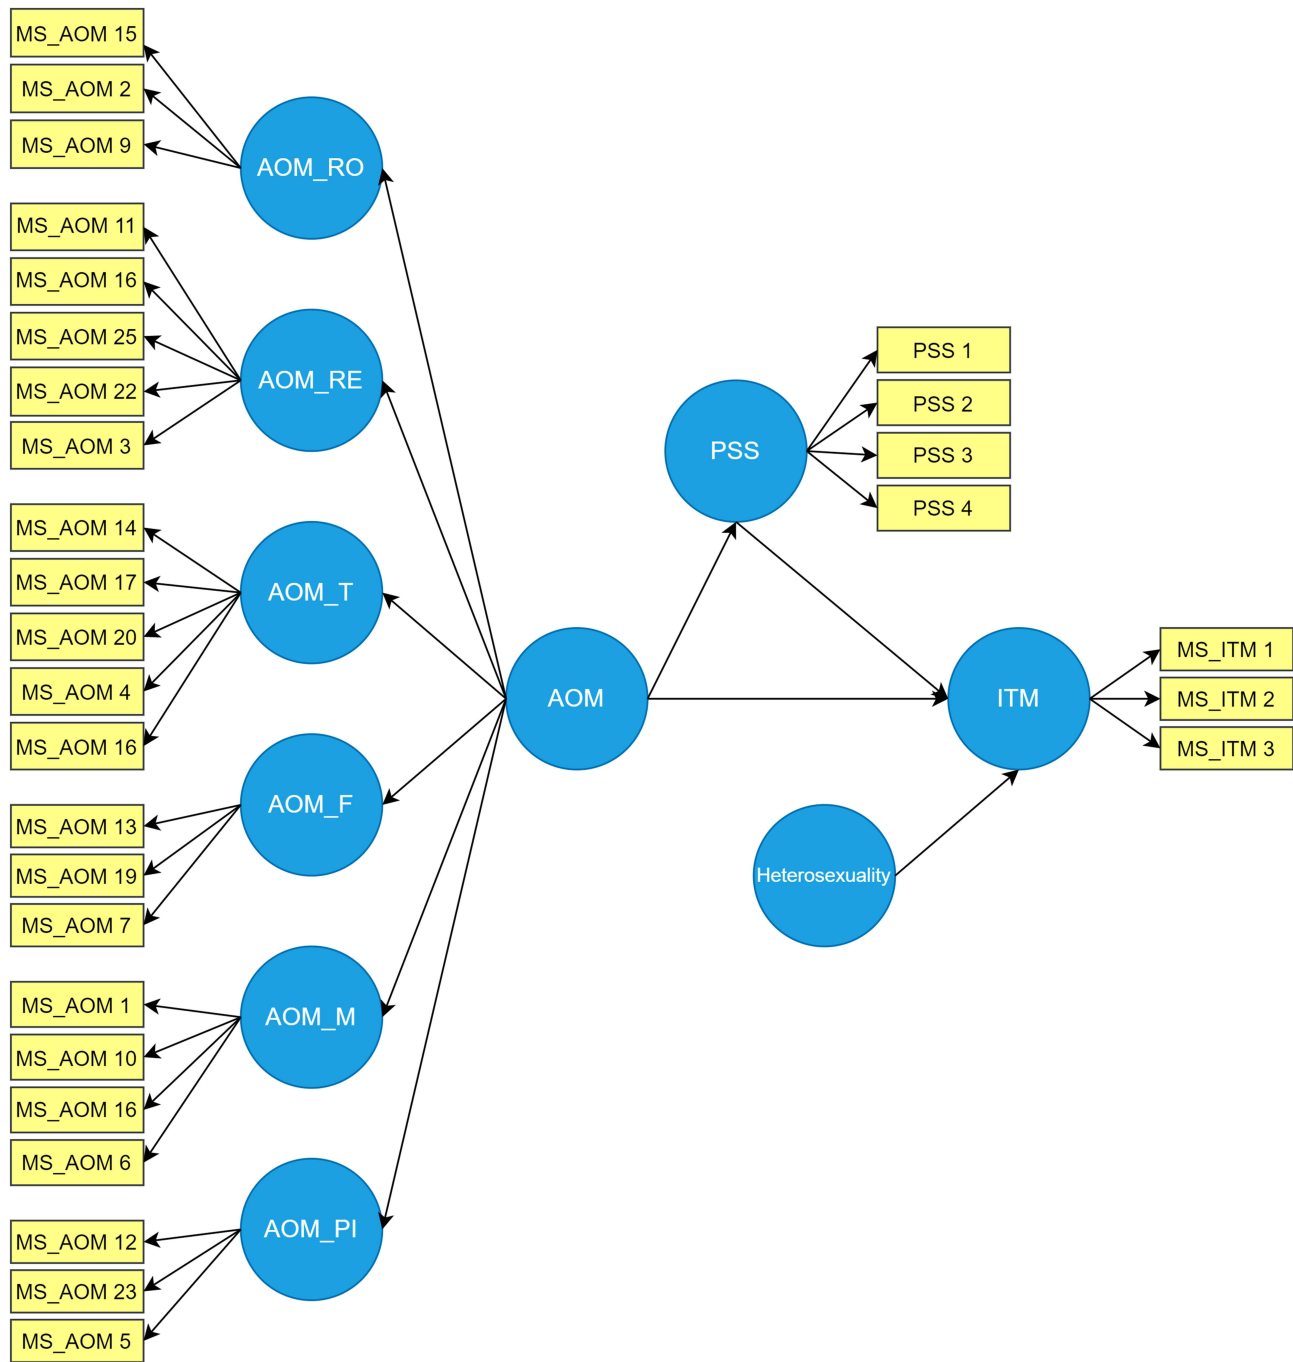 MS_AOM 15
MS_AOM 2
MS_AOM 9
AOM_RO
MS_AOM 11
MS_AOM 16
MS_AOM 25
MS_AOM 22
MS_AOM 3
AOM_RE
MS_AOM 14
MS_AOM 17
MS_AOM 20
MS_AOM 4
MS_AOM 16
AOM_T
MS_AOM 13
MS_AOM 19
MS_AOM 7
AOM_F
MS_AOM 1
MS_AOM 10
MS_AOM 16
MS_AOM 6
AOM_M
MS_AOM 12
MS_AOM 23
MS_AOM 5
AOM_PI
AOM
PSS
PSS 1
PSS 2
PSS 3
PSS 4
ITM
MS_ITM 1
MS_ITM 2
MS_ITM 3
Heterosexuality